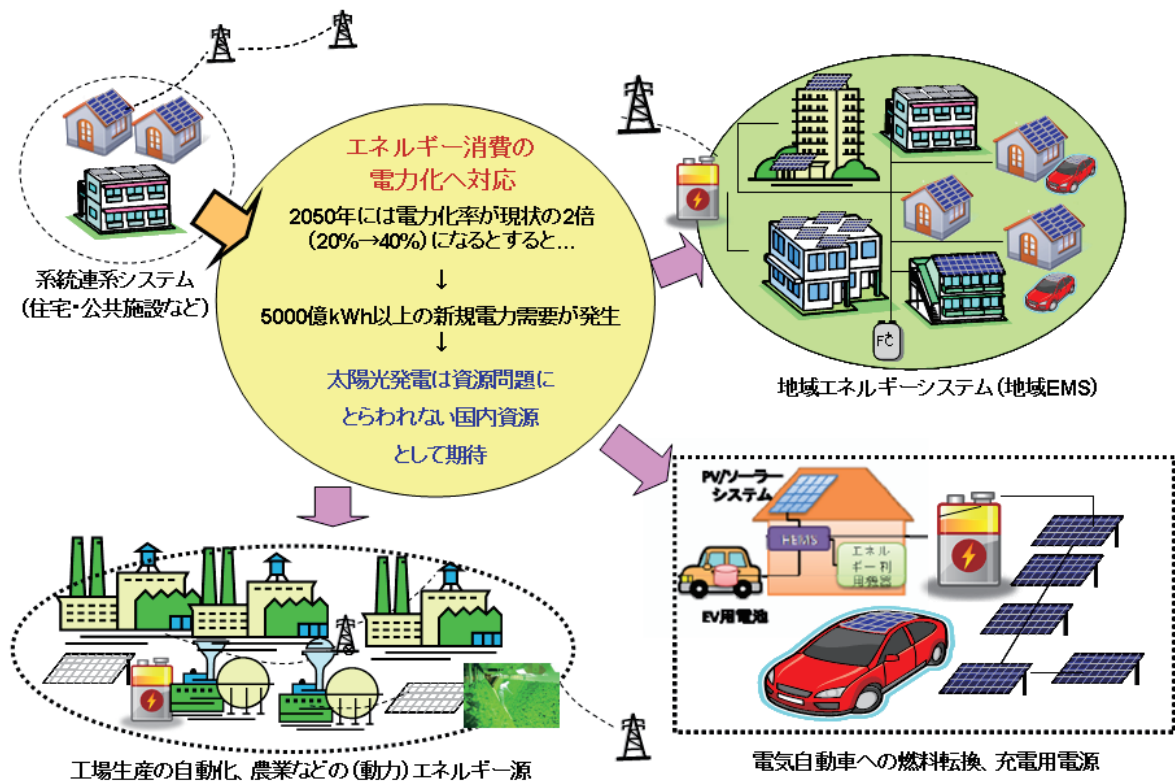 エネルギー消費の
電力化へ対応
2050年には電力化率が現状の2倍
(20%→40%)になるとすると…
↓
5000億kWh以上の新規電力需要が発生
↓
太陽光発電は資源問題に
とらわれない国内資源
として期待
系統連系システム
(住宅・公共施設など)
FC
地域エネルギーシステム(地域EMS)
PV/ソーラー
システム
HEMS
エネル
ギー利
用機器
EV用電池
工場生産の自動化、農業などの(動力)エネルギー源
電気自動車への燃料転換、充電用電源